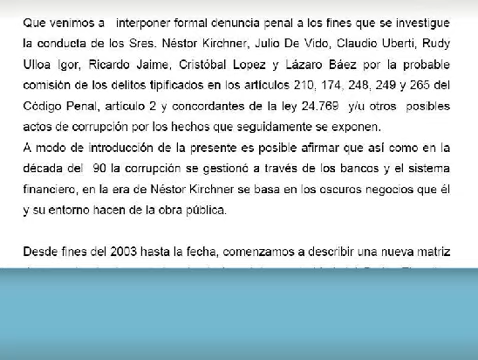 Que venimos a interponer formal denuncia penal a los fines que se investigue
la conducta de los Sres. Néstor Kirchner, Julio De Vido, Claudio Uberti, Rudy
Ulloa Igor, Ricardo Jaime, Cristóbal Lopez y Lázaro Báez por la probable
comisión de los delitos tipificados en los artículos 210, 174, 248, 249 y 265 del
Código Penal, artículo 2 y concordantes de la ley 24.769 y/u otros posibles
actos de corrupción por los hechos que seguidamente se exponen.
A modo de introducción de la presente es posible afirmar que así como en la
década del 90 la corrupción se gestionó a través de los bancos y el sistema
financiero, en la era de Néstor Kirchner se basa en los oscuros negocios que él
y su entorno hacen de la obra pública.
Desde fines del 2003 hasta la fecha, comenzamos a describir una nueva matriz